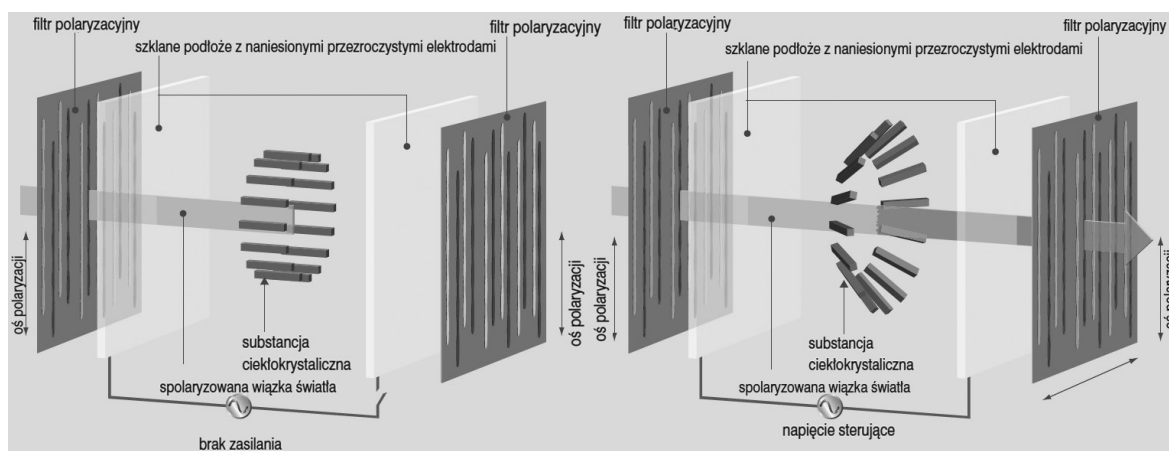 filtr polaryzacyjny
szklane podłoże z naniesionymi przezroczystymi elektrodami
filtr polaryzacyjny
oś polaryzacji
oś polaryzacji
substancja
ciekłokrystaliczna
spolaryzowana wiązka światła
brak zasilania
filtr polaryzacyjny
szklane podłoże z naniesionymi przezroczystymi elektrodami
filtr polaryzacyjny
oś polaryzacji
oś polaryzacji
substancja
ciekłokrystaliczna
spolaryzowana wiązka światła
napięcie sterujące